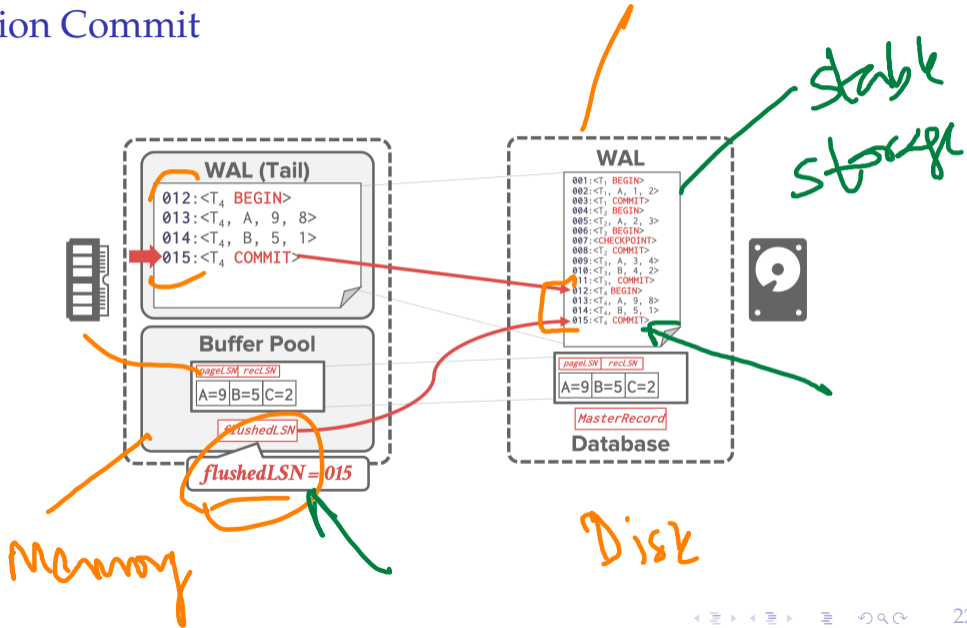 ion Commit
stable
storage
WAL (Tail)
012:<T4 BEGIN>
013:<T4, A, 9, 8>
014:<T4, B, 5, 1>
015:<T4 COMMIT>
Buffer Pool
pageLSN recLSN
A=9 B=5 C=2
flushedLSN
flushedLSN = 015
WAL
001:<T1 BEGIN>
002:<T1, A, 1, 2>
003:<T1 COMMIT>
004:<T2 BEGIN>
005:<T2, A, 2, 3>
006:<T3 BEGIN>
007:<CHECKPOINT>
008:<T2 COMMIT>
009:<T3, A, 3, 4>
010:<T3, B, 4, 2>
011:<T3, COMMIT>
012:<T4 BEGIN>
013:<T4, A, 9, 8>
014:<T4, B, 5, 1>
015:<T4 COMMIT>
pageLSN recLSN
A=9 B=5 C=2
MasterRecord
Database
Memory
Disk